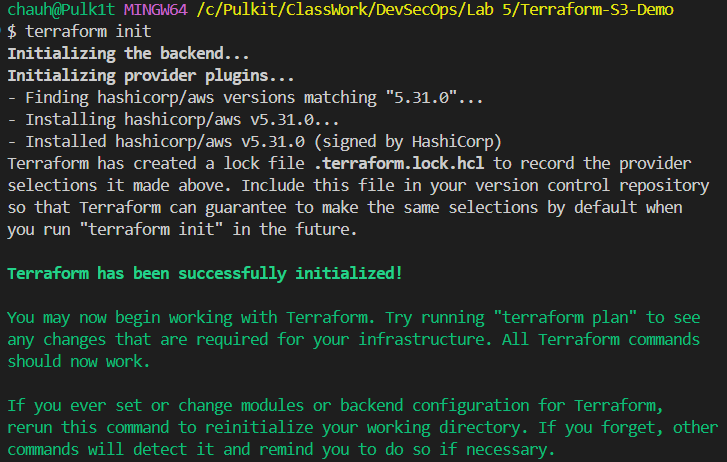 chauh@Pulk1t MINGW64 /c/Pulkit/ClassWork/DevSecOps/Lab 5/Terraform-S3-Demo
$ terraform init
Initializing the backend...
Initializing provider plugins...
- Finding hashicorp/aws versions matching "5.31.0"...
- Installing hashicorp/aws v5.31.0...
- Installed hashicorp/aws v5.31.0 (signed by HashiCorp)
Terraform has created a lock file .terraform.lock.hcl to record the provider
selections it made above. Include this file in your version control repository
so that Terraform can guarantee to make the same selections by default when
you run "terraform init" in the future.
Terraform has been successfully initialized!
You may now begin working with Terraform. Try running "terraform plan" to see
any changes that are required for your infrastructure. All Terraform commands
should now work.
If you ever set or change modules or backend configuration for Terraform,
rerun this command to reinitialize your working directory. If you forget, other
commands will detect it and remind you to do so if necessary.